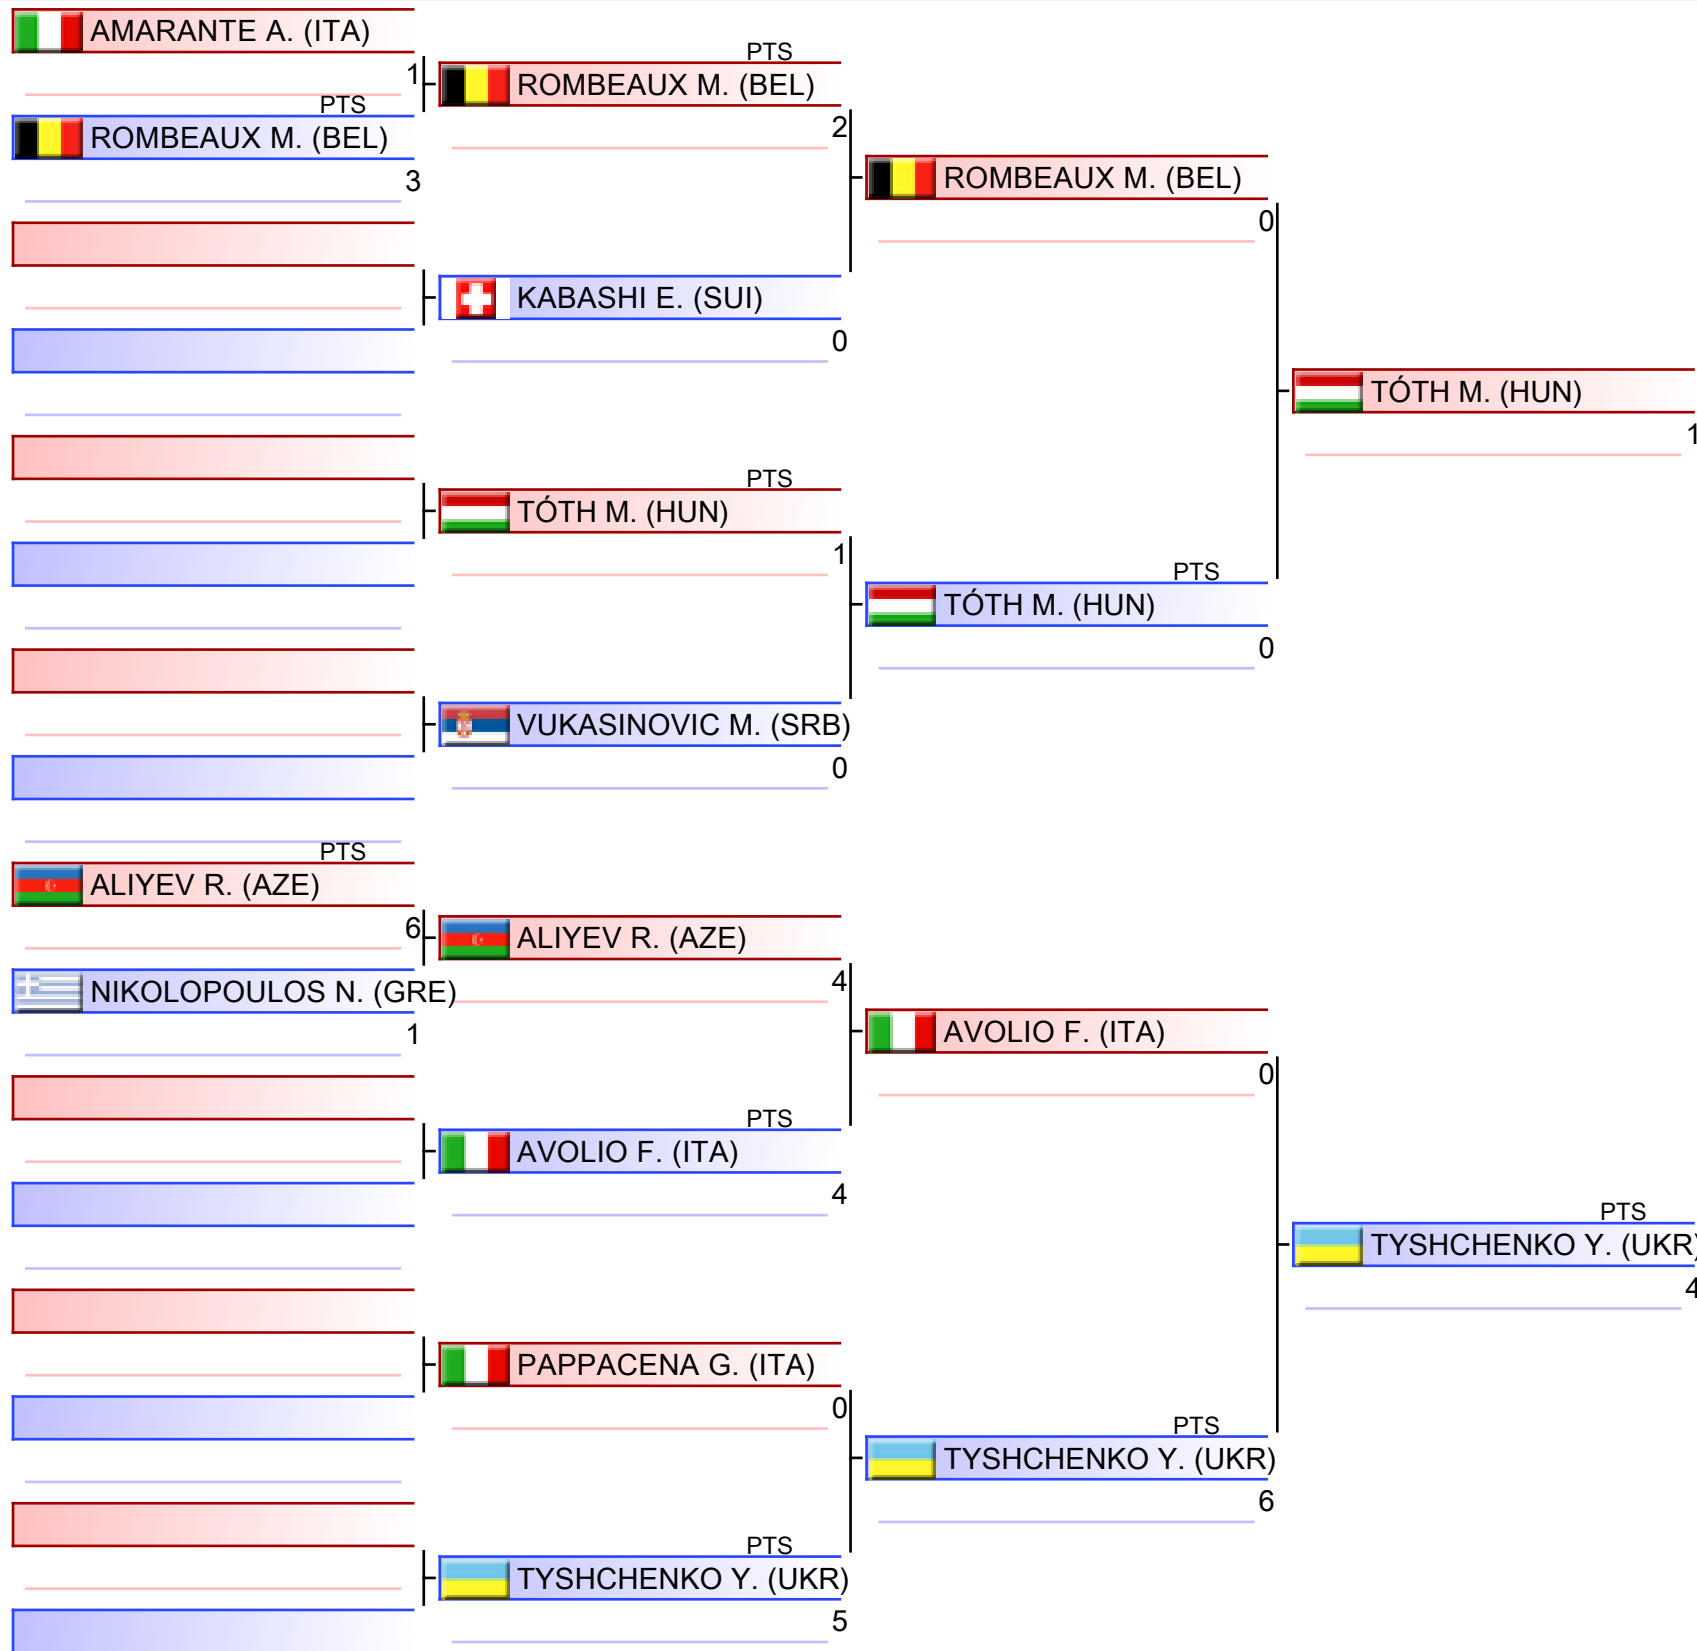 AMARANTE A. (ITA)
1
PTS
ROMBEAUX M. (BEL)
3
PTS
ROMBEAUX M. (BEL)
2
KABASHI E. (SUI)
0
ROMBEAUX M. (BEL)
0
TÓTH M. (HUN)
1
PTS
TÓTH M. (HUN)
1
PTS
TÓTH M. (HUN)
0
VUKASINOVIC M. (SRB)
0
PTS
ALIYEV R. (AZE)
6
NIKOLOPOULOS N. (GRE)
1
ALIYEV R. (AZE)
4
AVOLIO F. (ITA)
0
PTS
AVOLIO F. (ITA)
4
PTS
TYSHCHENKO Y. (UKR)
4
PAPPACENA G. (ITA)
0
PTS
TYSHCHENKO Y. (UKR)
6
PTS
TYSHCHENKO Y. (UKR)
5